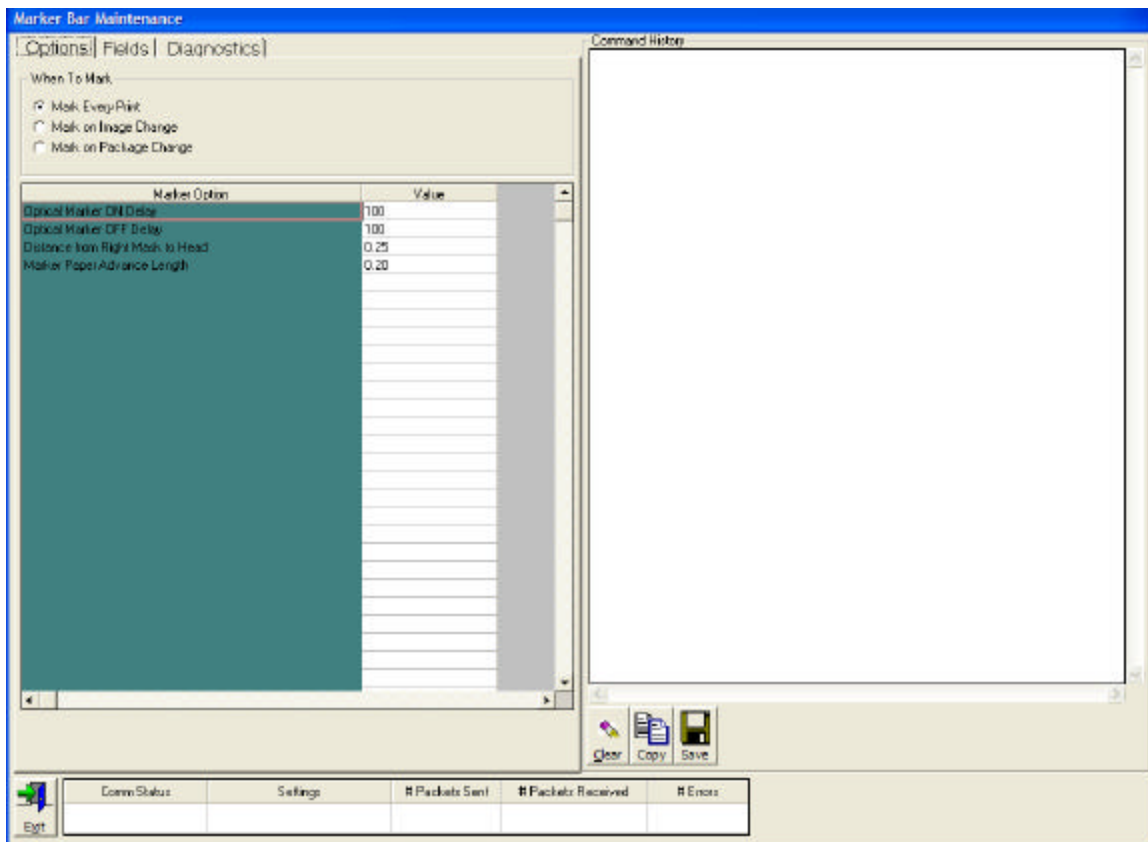 Marker Bar Maintenance
Options Fields Diagnostics
When To Mark
Mark Every Print
Mark on Image Change
Mark on Package Change
Marker Option Value
Optical Marker ON Delay 100
Optical Marker OFF Delay 100
Distance from Right Mask to Head 0.25
Marker Paper Advance Length 0.20
Command History
Clear Copy Save
Exit
Comm Status Settings # Packets Sent # Packets Received # Errors